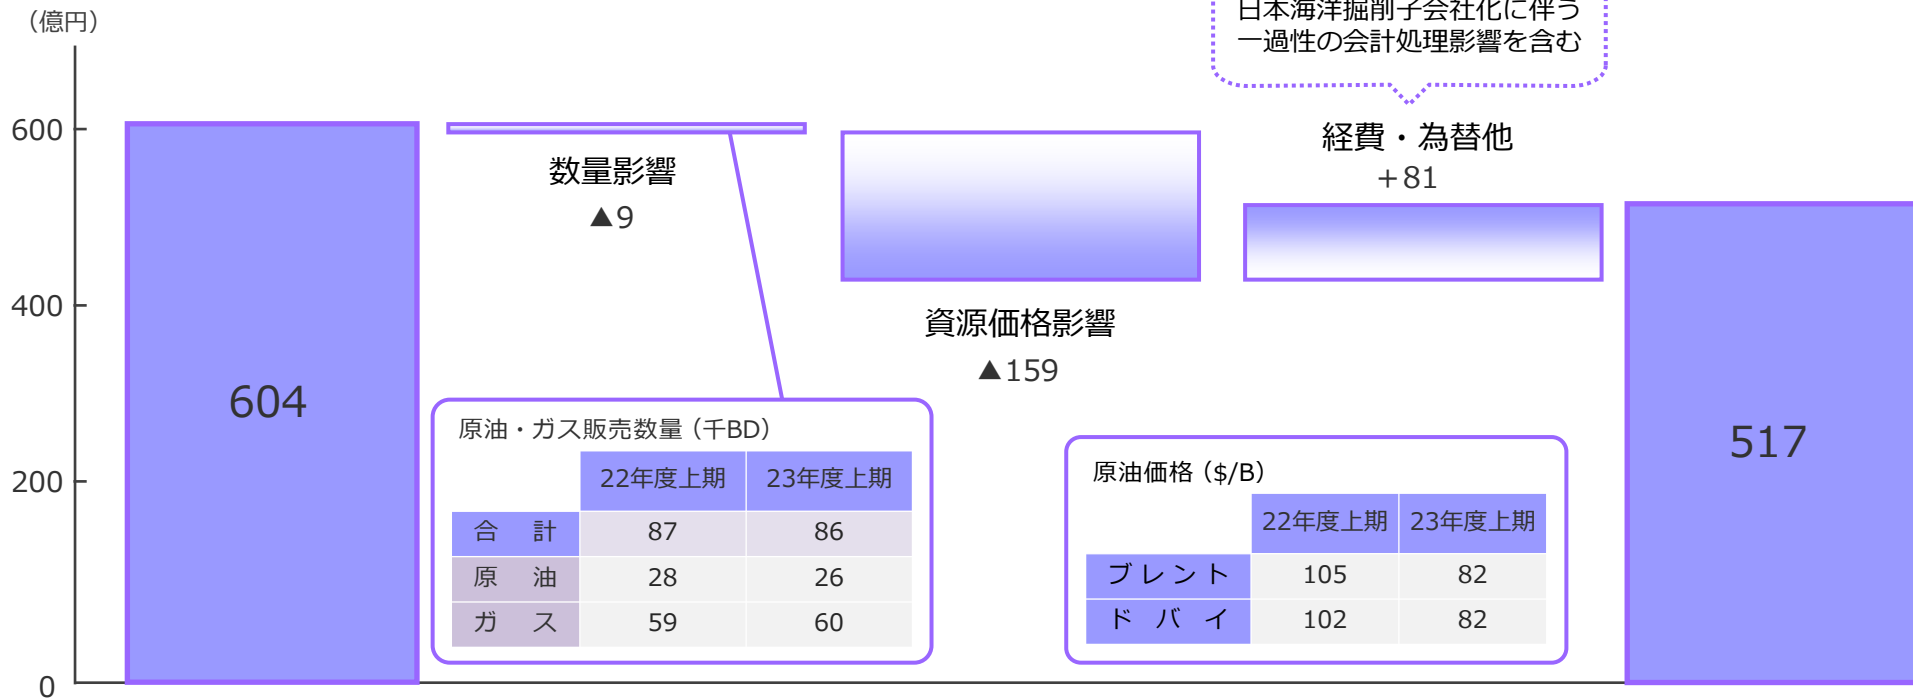 （億円）
日本海洋掘削子会社化に伴う
一過性の会計処理影響を含む
600
400
200
0
604
数量影響
▲9
資源価格影響
▲159
経費・為替他
＋81
517
原油・ガス販売数量（千BD）
22年度上期 23年度上期
合 計 87 86
原 油 28 26
ガ ス 59 60
原油価格（$/B）
22年度上期 23年度上期
ブレント 105 82
ド バ イ 102 82